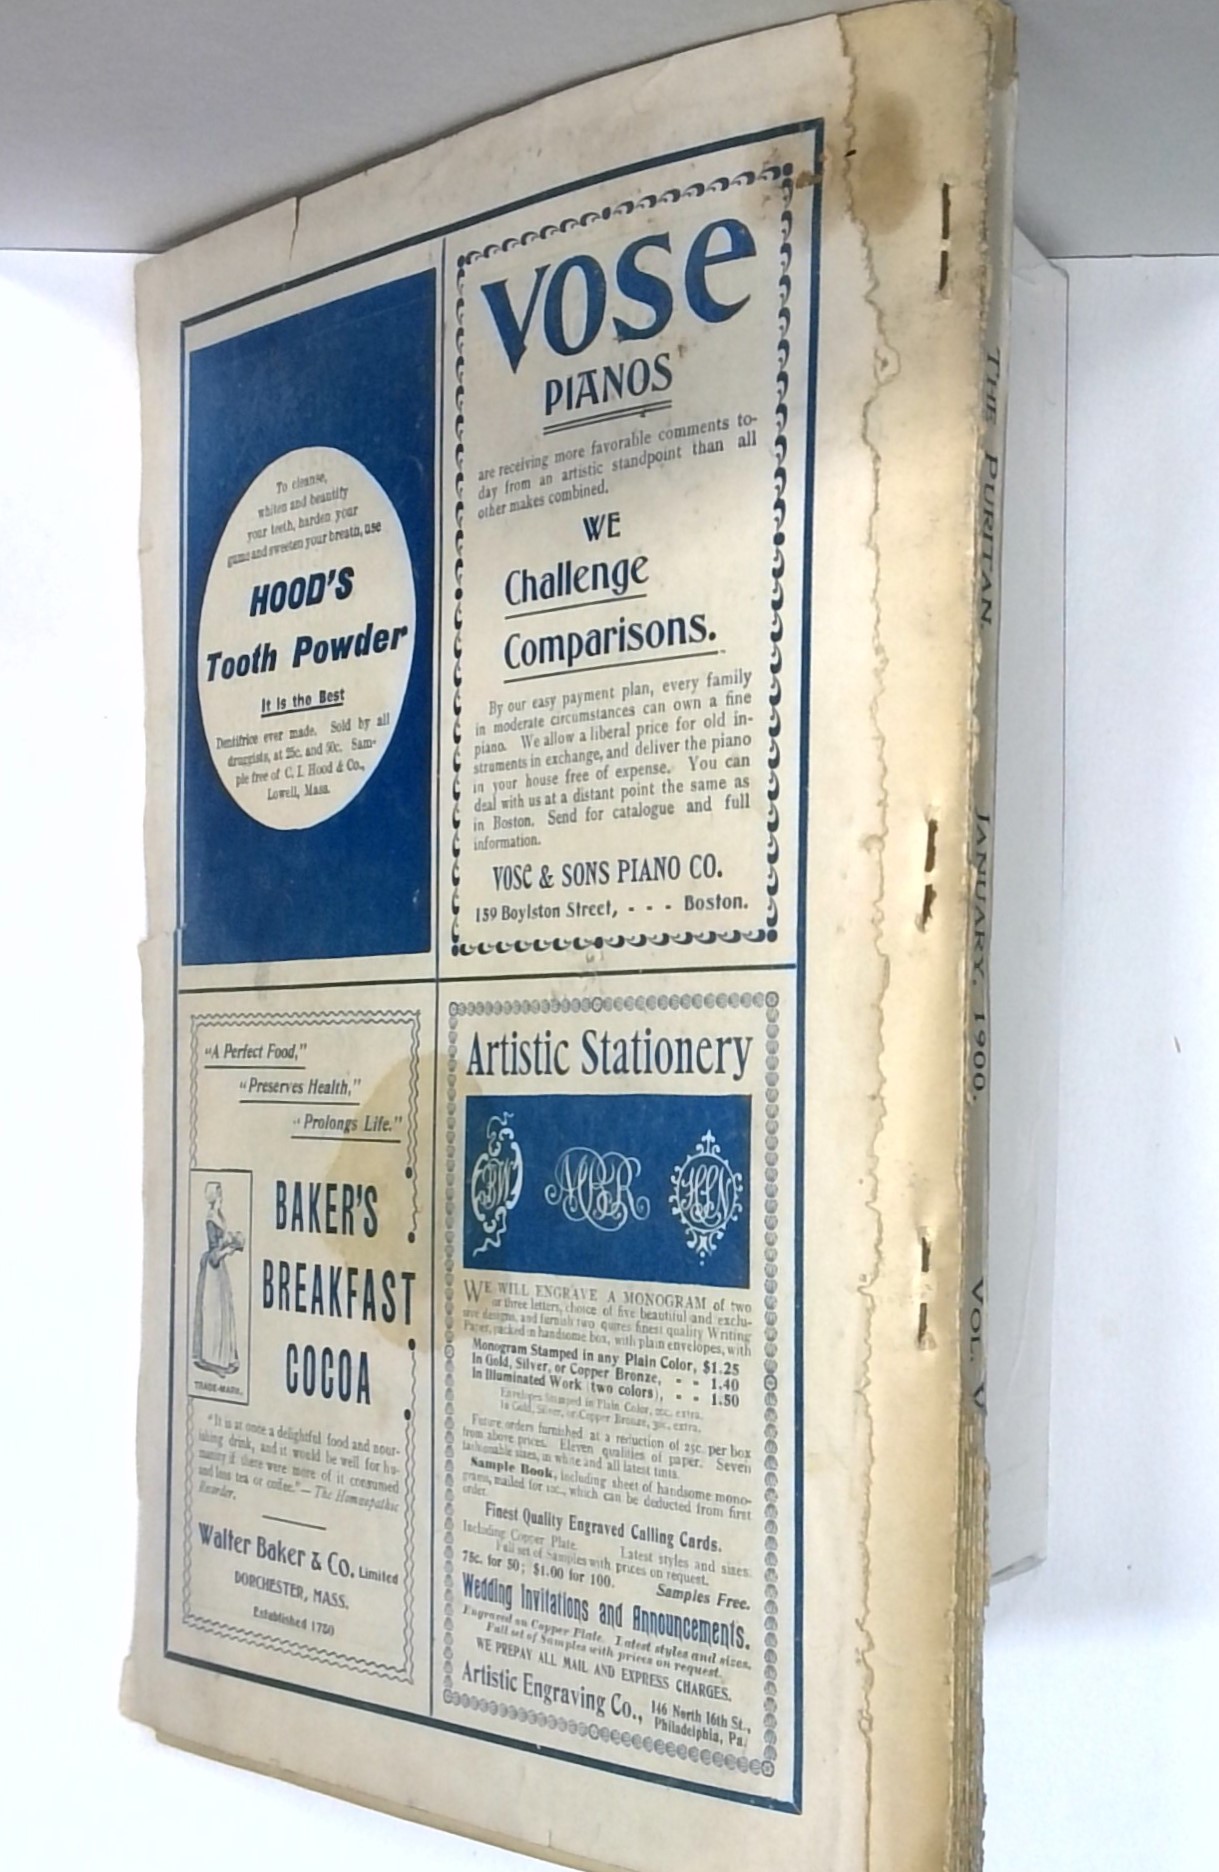 To cleanse,
whiten and beautify
your teeth, harden your
gums and sweeten your breath, use
HOOD'S
Tooth Powder
It Is the Best
Dentifrice ever made. Sold by all
druggists, at 25c. and 50c. Sam-
ple free of C. I. Hood & Co.,
Lowell, Mass.
VOSE
PIANOS
are receiving more favorable comments to-
day from an artistic standpoint than all
other makes combined.
WE
Challenge
Comparisons.
By our easy payment plan, every family
in moderate circumstances can own a fine
piano. We allow a liberal price for old in-
struments in exchange, and deliver the piano
in your house free of expense. You can
deal with us at a distant point the same as
in Boston. Send for catalogue and full
information.
VOSE & SONS PIANO CO.
159 Boylston Street, - - - Boston.
"A Perfect Food,"
"Preserves Health,"
"Prolongs Life."
BAKER'S
BREAKFAST
COCOA
TRADE-MARK.
"It is at once a delightful food and nour-
ishing drink, and it would be well for hu-
manity if there were more of it consumed
and less tea or coffee."—The Homœopathic
Recorder.
Walter Baker & Co. Limited
DORCHESTER, MASS.
Established 1780
Artistic Stationery
BW MBR HLN
WE WILL ENGRAVE A MONOGRAM of two
or three letters, choice of five beautiful and exclu-
sive designs, and furnish two quires finest quality Writing
Paper, packed in handsome box, with plain envelopes, with
Monogram Stamped in any Plain Color, $1.25
In Gold, Silver, or Copper Bronze, - - 1.40
In Illuminated Work (two colors), - - 1.50
Envelopes Stamped in Plain Color, 20c. extra.
In Gold, Silver, or Copper Bronze, 30c. extra.
Future orders furnished at a reduction of 25c. per box
from above prices. Eleven qualities of paper. Seven
fashionable sizes, in white and all latest tints.
Sample Book, including sheet of handsome mono-
grams, mailed for 10c., which can be deducted from first
order.
Finest Quality Engraved Calling Cards.
Including Copper Plate. Latest styles and sizes.
Full set of Samples with prices on request.
75c. for 50; $1.00 for 100. Samples Free.
Wedding Invitations and Announcements.
Engraved on Copper Plate. Latest styles and sizes.
Full set of Samples with prices on request.
WE PREPAY ALL MAIL AND EXPRESS CHARGES.
Artistic Engraving Co., 146 North 16th St.,
Philadelphia, Pa.
THE PURITAN. JANUARY, 1900, VOL. V